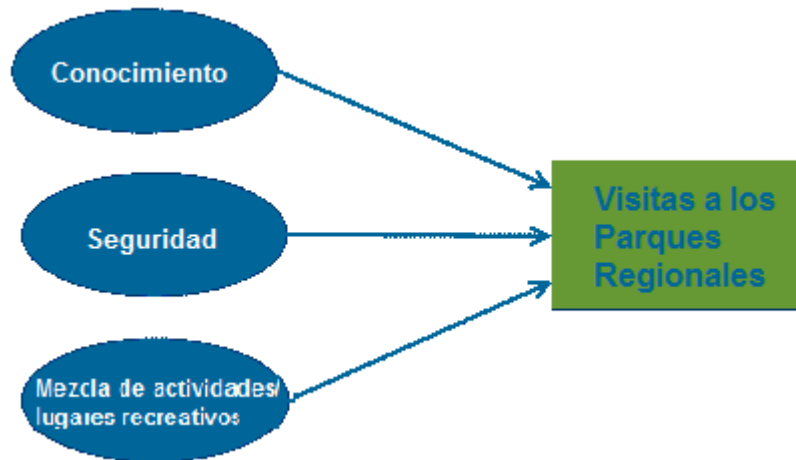 Conocimiento
Seguridad
Mezcla de actividades/
lugares recreativos
Visitas a los
Parques
Regionales